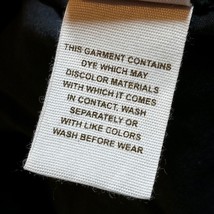 THIS GARMENT CONTAINS
DYE WHICH MAY
DISCOLOR MATERIALS
WITH WHICH IT COMES
IN CONTACT, WASH
SEPARATELY OR
WITH LIKE COLORS
WASH BEFORE WEAR